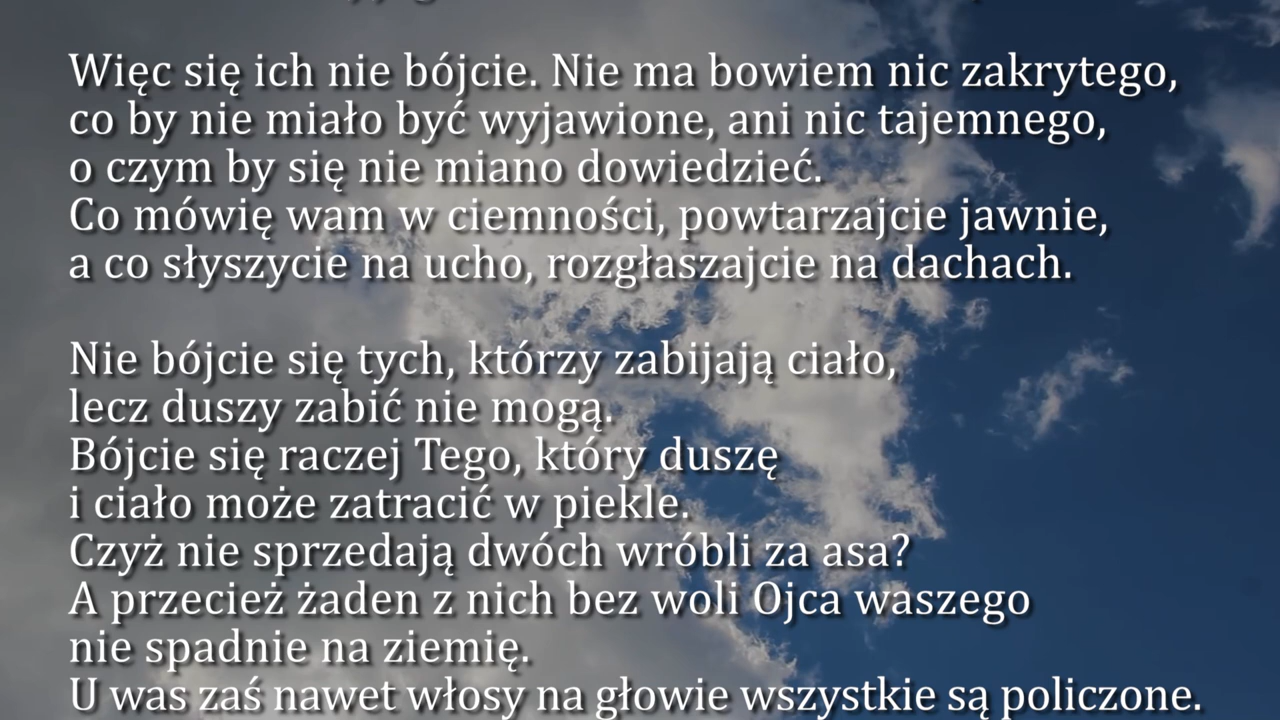 Więc się ich nie bójcie. Nie ma bowiem nic zakrytego,
co by nie miało być wyjawione, ani nic tajemnego,
o czym by się nie miano dowiedzieć.
Co mówię wam w ciemności, powtarzajcie jawnie,
a co słyszycie na ucho, rozgłaszajcie na dachach.
Nie bójcie się tych, którzy zabijają ciało,
lecz duszy zabić nie mogą.
Bójcie się raczej Tego, który duszę
i ciało może zatracić w piekle.
Czyż nie sprzedają dwóch wróbli za asa?
A przecież żaden z nich bez woli Ojca waszego
nie spadnie na ziemię.
U was zaś nawet włosy na głowie wszystkie są policzone.